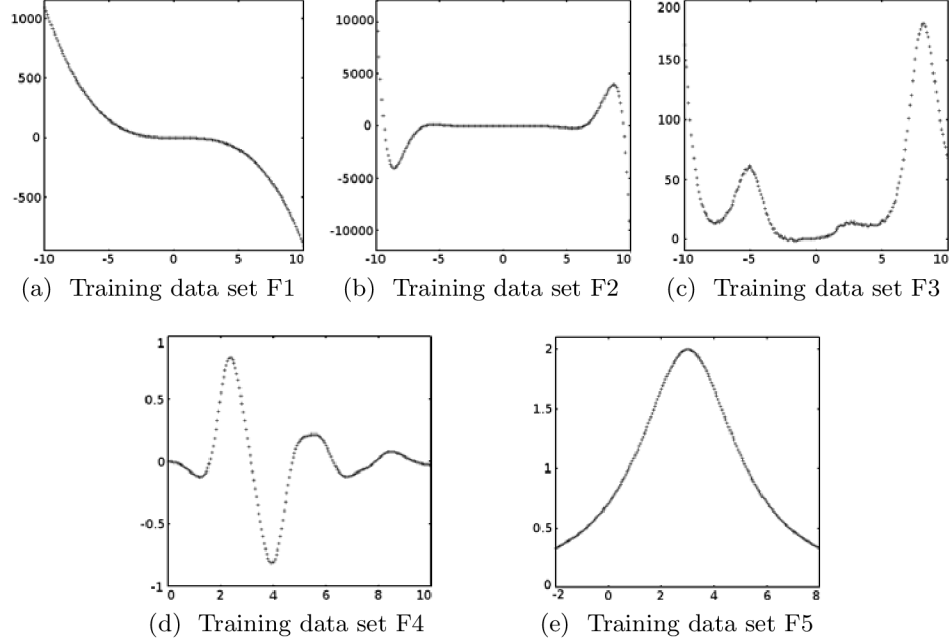 1000
500
0
-500
-10 -5 0 5 10
(a) Training data set F1
10000
5000
0
-5000
-10000
-10 -5 0 5 10
(b) Training data set F2
200
150
100
50
0
-10 -5 0 5 10
(c) Training data set F3
1
0.5
0
-0.5
-1
0 2 4 6 8 10
(d) Training data set F4
2
1.5
1
0.5
0
-2 0 2 4 6 8
(e) Training data set F5